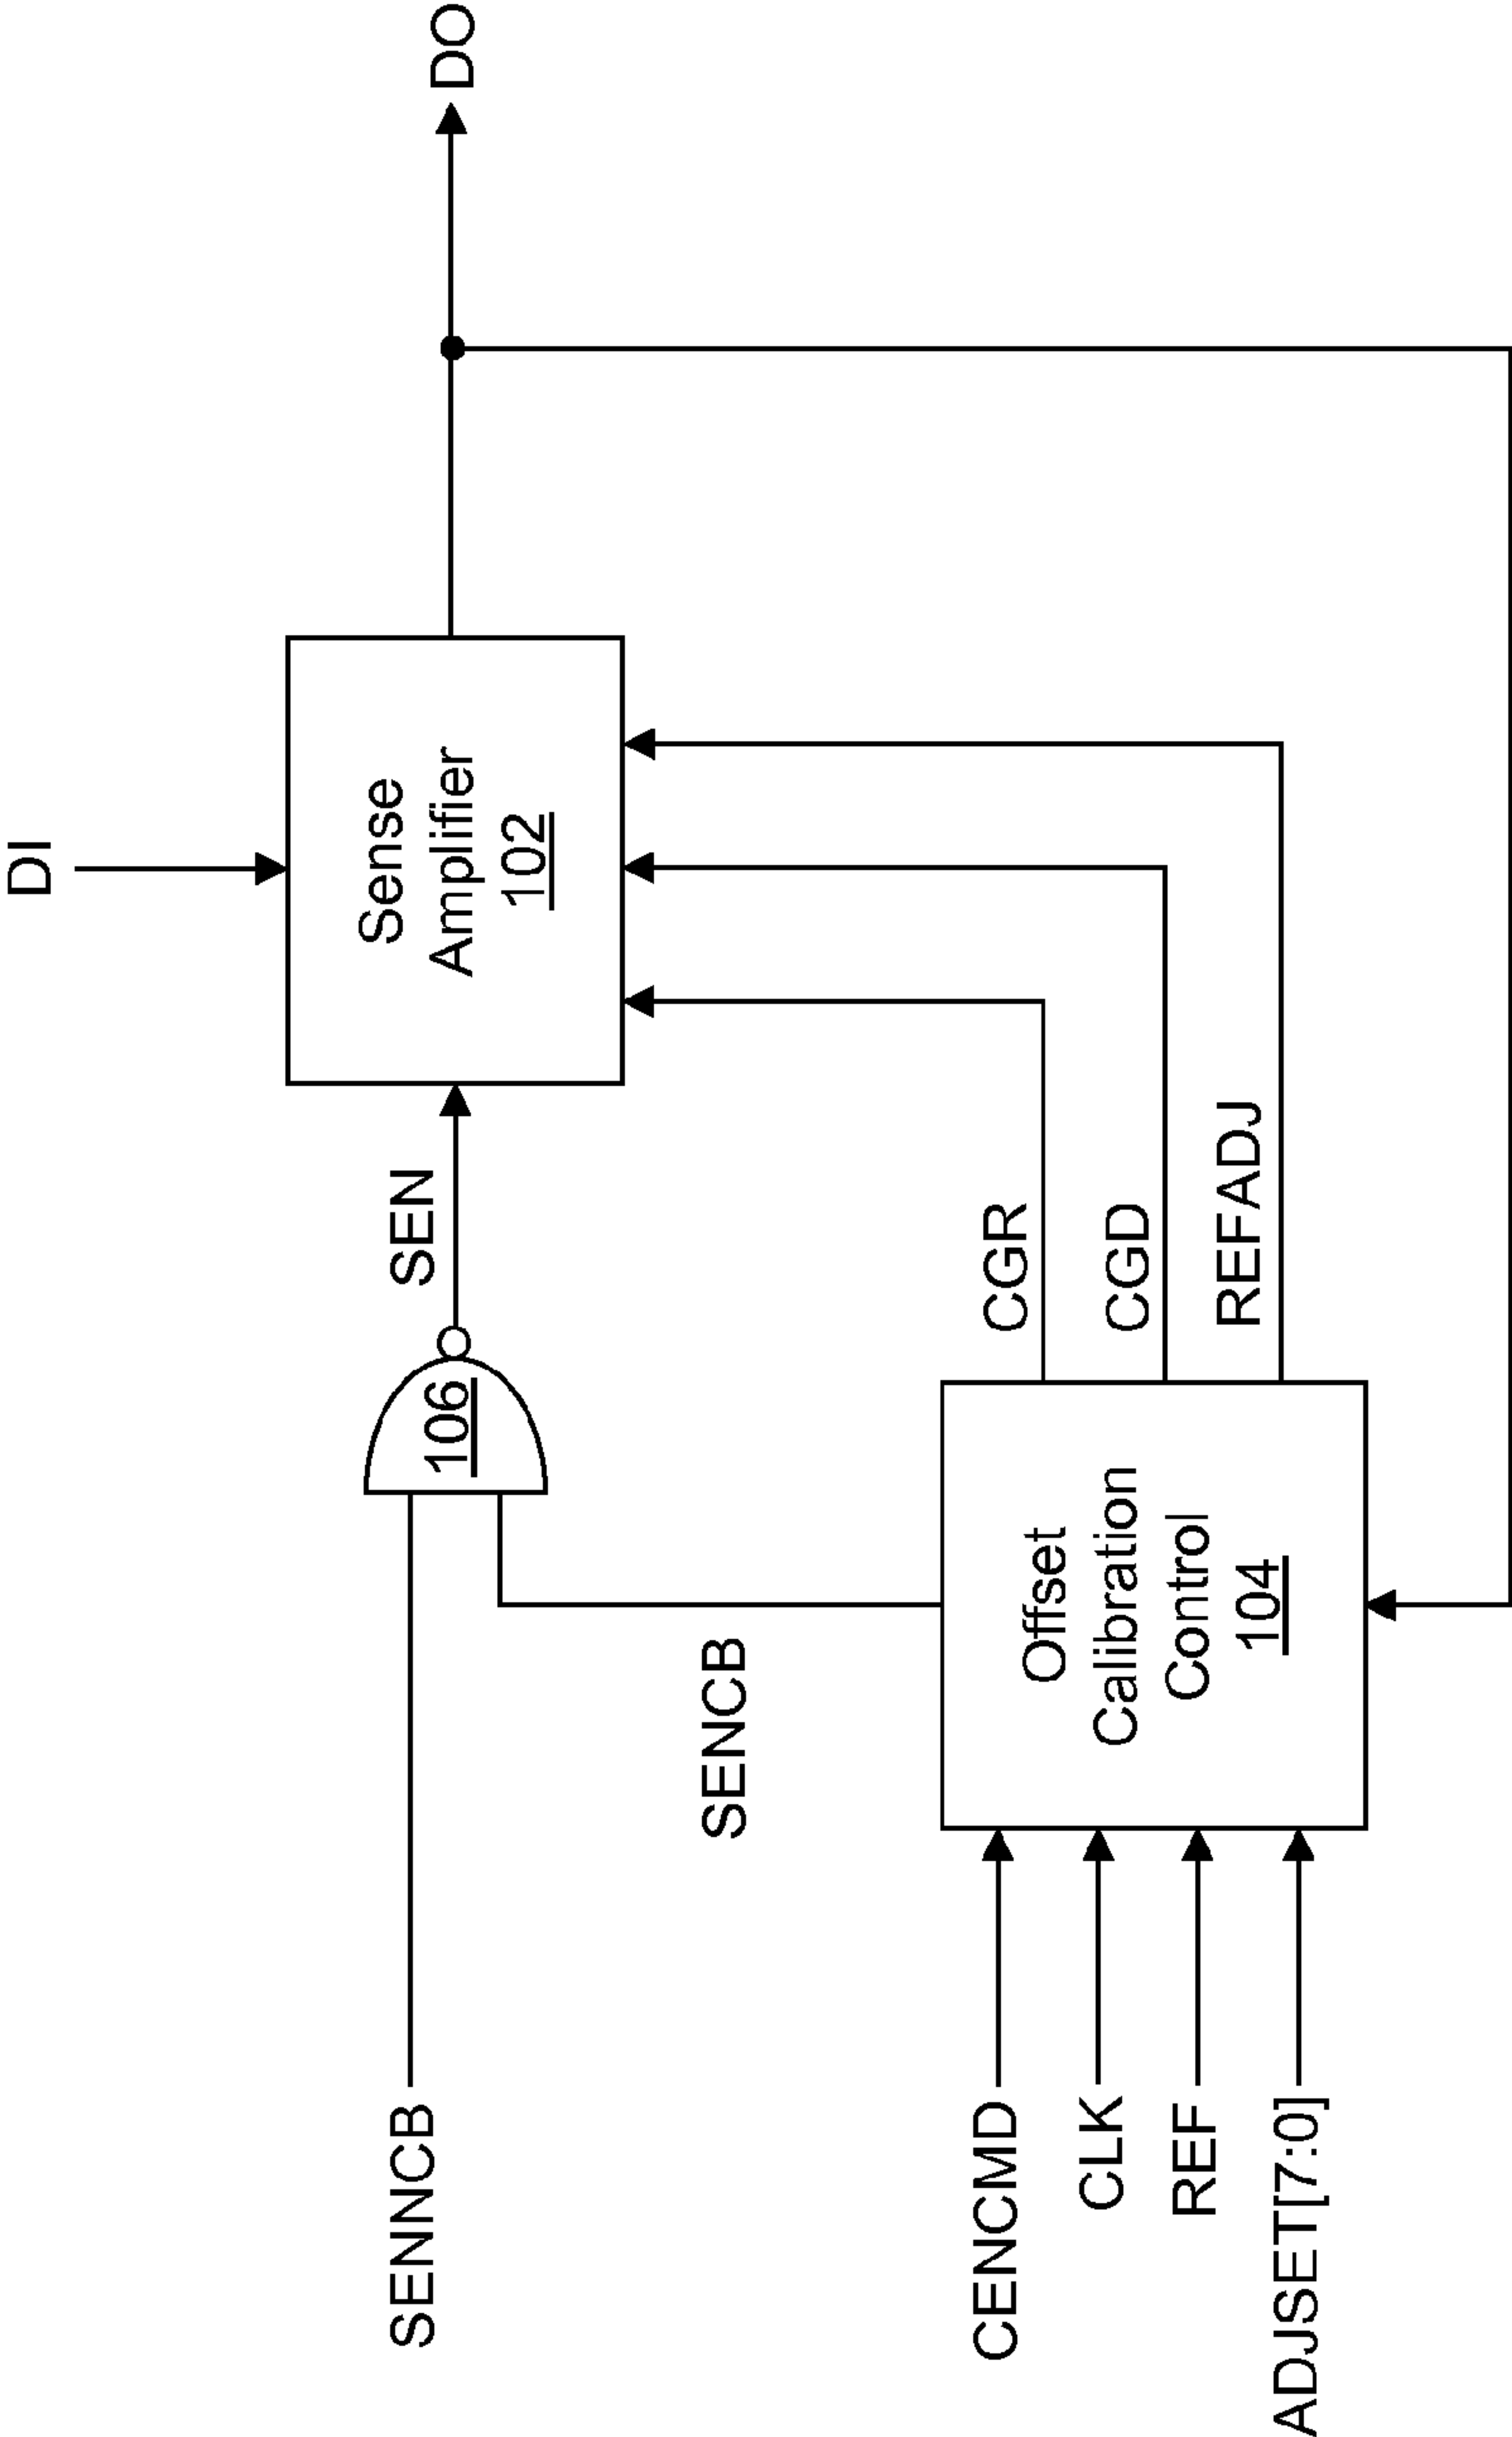 DI
Sense
Amplifier
102
DO
SENNCB
106
SEN
SENCB
CGR
CGD
REFADJ
CENCMD
CLK
REF
ADJSET[7:0]
Offset
Calibration
Control
104